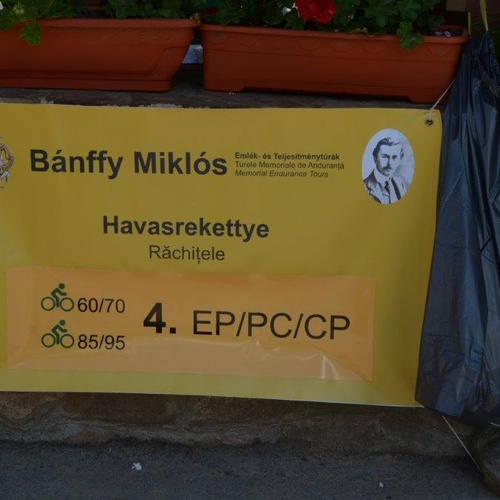 Bánffy Miklós
Emlék- és Teljesítménytúrák
Turele Memoriale de Anduranță
Memorial Endurance Tours
Havasrekettye
Răchițele
60/70
85/95
4. EP/PC/CP